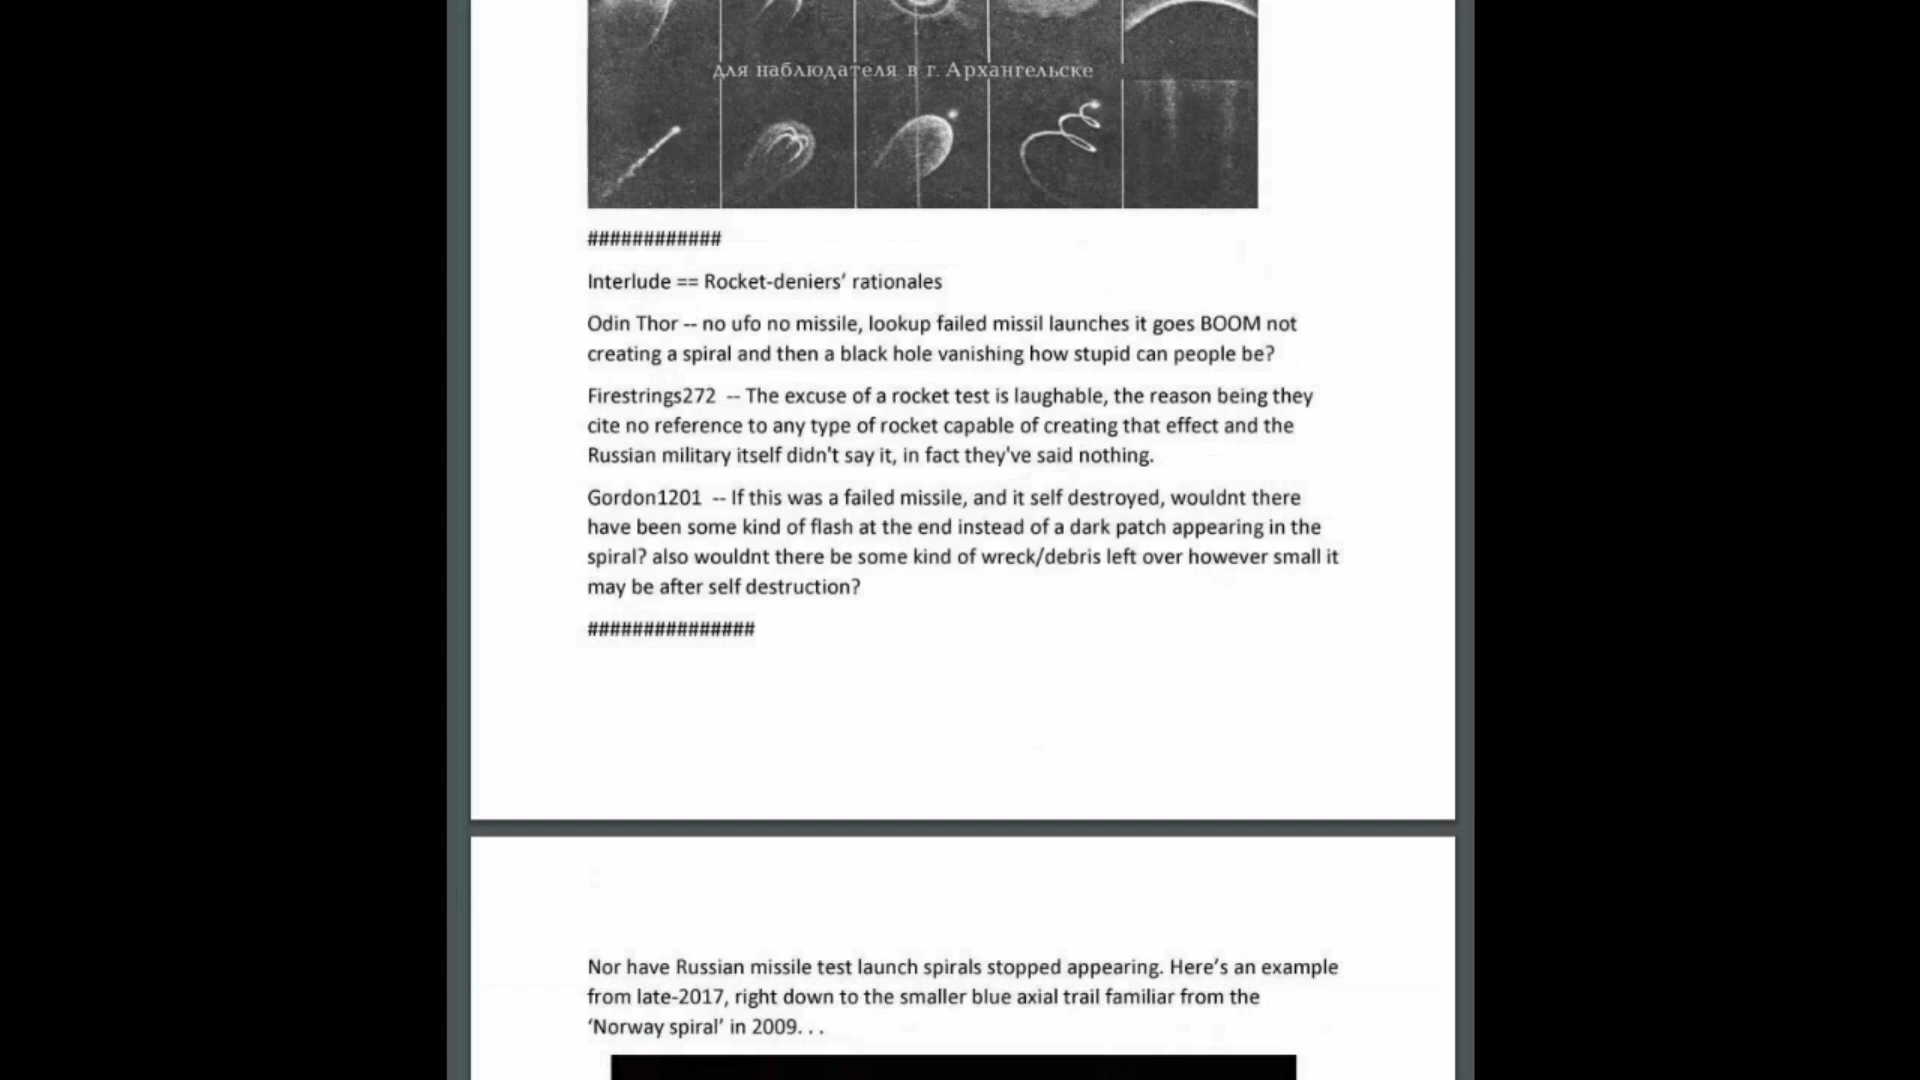 для наблюдателя в г. Архангельске
############
Interlude == Rocket-deniers’ rationales
Odin Thor -- no ufo no missile, lookup failed missil launches it goes BOOM not
creating a spiral and then a black hole vanishing how stupid can people be?
Firestrings272 -- The excuse of a rocket test is laughable, the reason being they
cite no reference to any type of rocket capable of creating that effect and the
Russian military itself didn't say it, in fact they've said nothing.
Gordon1201 -- If this was a failed missile, and it self destroyed, wouldnt there
have been some kind of flash at the end instead of a dark patch appearing in the
spiral? also wouldnt there be some kind of wreck/debris left over however small it
may be after self destruction?
###############
Nor have Russian missile test launch spirals stopped appearing. Here’s an example
from late-2017, right down to the smaller blue axial trail familiar from the
‘Norway spiral’ in 2009. . .